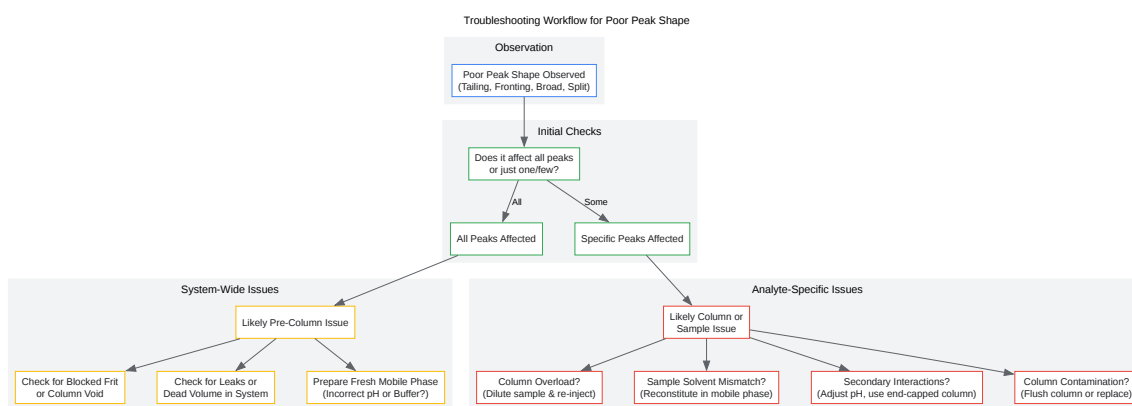 Troubleshooting Workflow for Poor Peak Shape
Observation
Poor Peak Shape Observed
(Tailing, Fronting, Broad, Split)
Initial Checks
Does it affect all peaks
or just one/few?
All
Some
All Peaks Affected
Specific Peaks Affected
System-Wide Issues
Likely Pre-Column Issue
Check for Blocked Frit
or Column Void
Check for Leaks or
Dead Volume in System
Prepare Fresh Mobile Phase
(Incorrect pH or Buffer?)
Analyte-Specific Issues
Likely Column or
Sample Issue
Column Overload?
(Dilute sample & re-inject)
Sample Solvent Mismatch?
(Reconstitute in mobile phase)
Secondary Interactions?
(Adjust pH, use end-capped column)
Column Contamination?
(Flush column or replace)